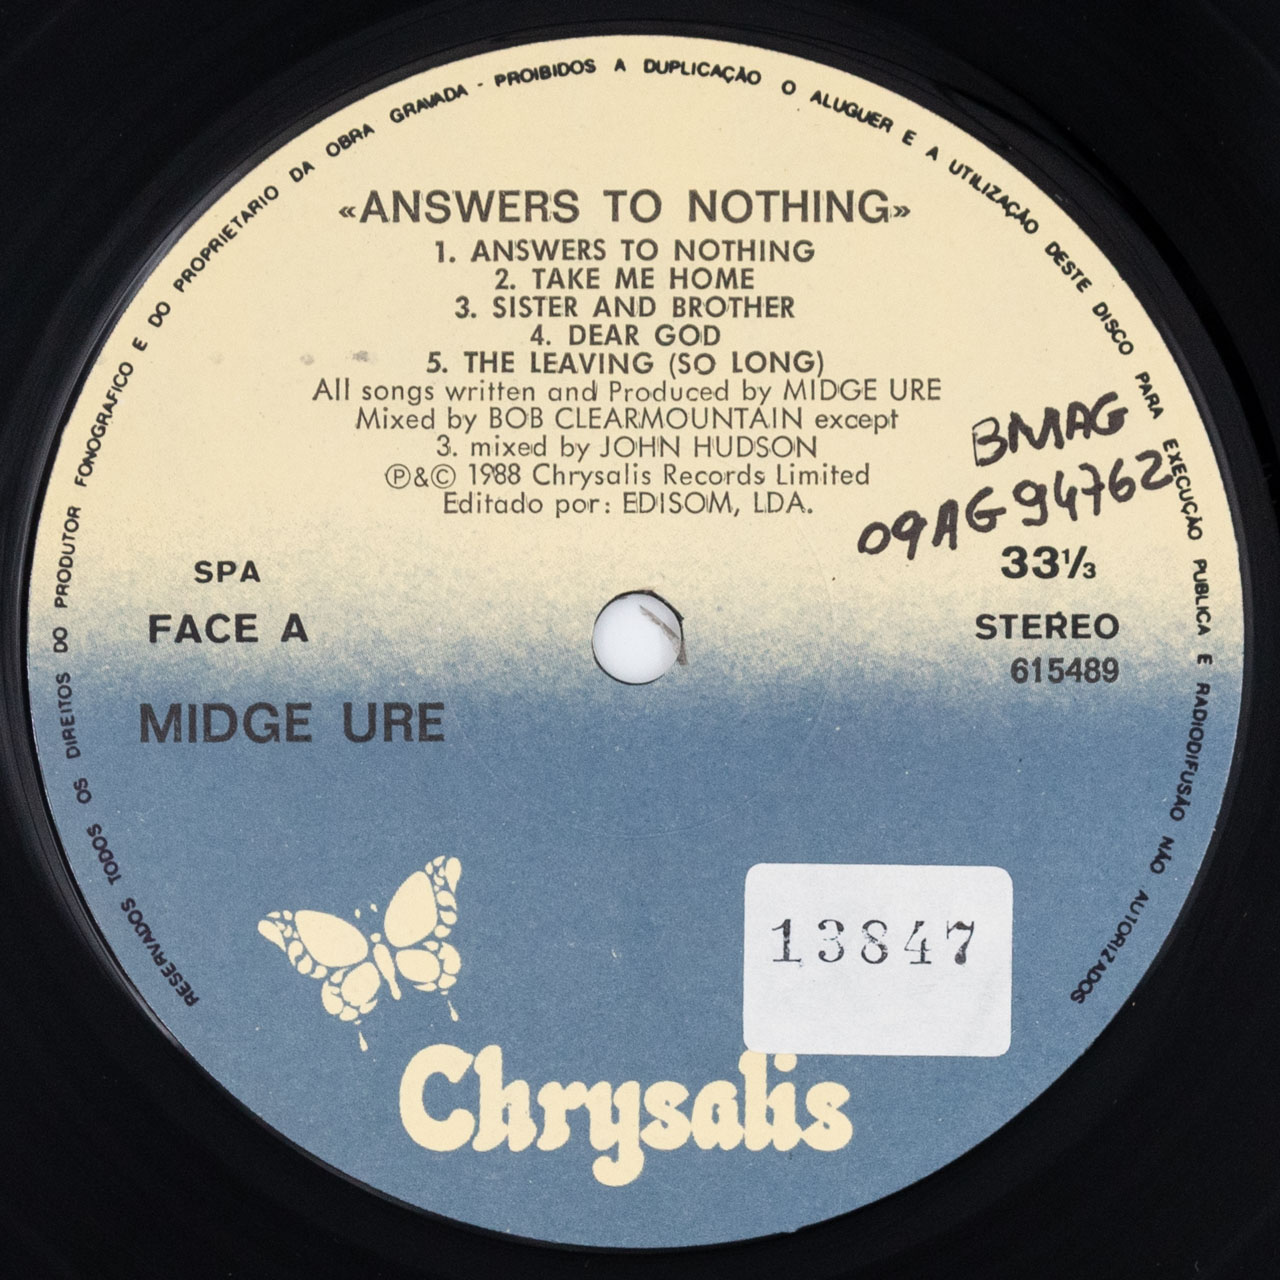 RESERVADOS TODOS OS DIREITOS DO PRODUTOR FONOGRAFICO E DO PROPRIETARIO DA OBRA GRAVADA - PROIBIDOS A DUPLICAÇÃO O ALUGUER E A UTILIZAÇÃO DESTE DISCO PARA EXECUÇÃO PUBLICA E RADIODIFUSÃO NÃO AUTORIZADOS
«ANSWERS TO NOTHING»
1. ANSWERS TO NOTHING
2. TAKE ME HOME
3. SISTER AND BROTHER
4. DEAR GOD
5. THE LEAVING (SO LONG)
All songs written and Produced by MIDGE URE
Mixed by BOB CLEARMOUNTAIN except
3. mixed by JOHN HUDSON
℗&© 1988 Chrysalis Records Limited
Editado por: EDISOM, LDA.
BMAG
09AG94762
SPA
FACE A
33⅓
STEREO
615489
MIDGE URE
13847
Chrysalis